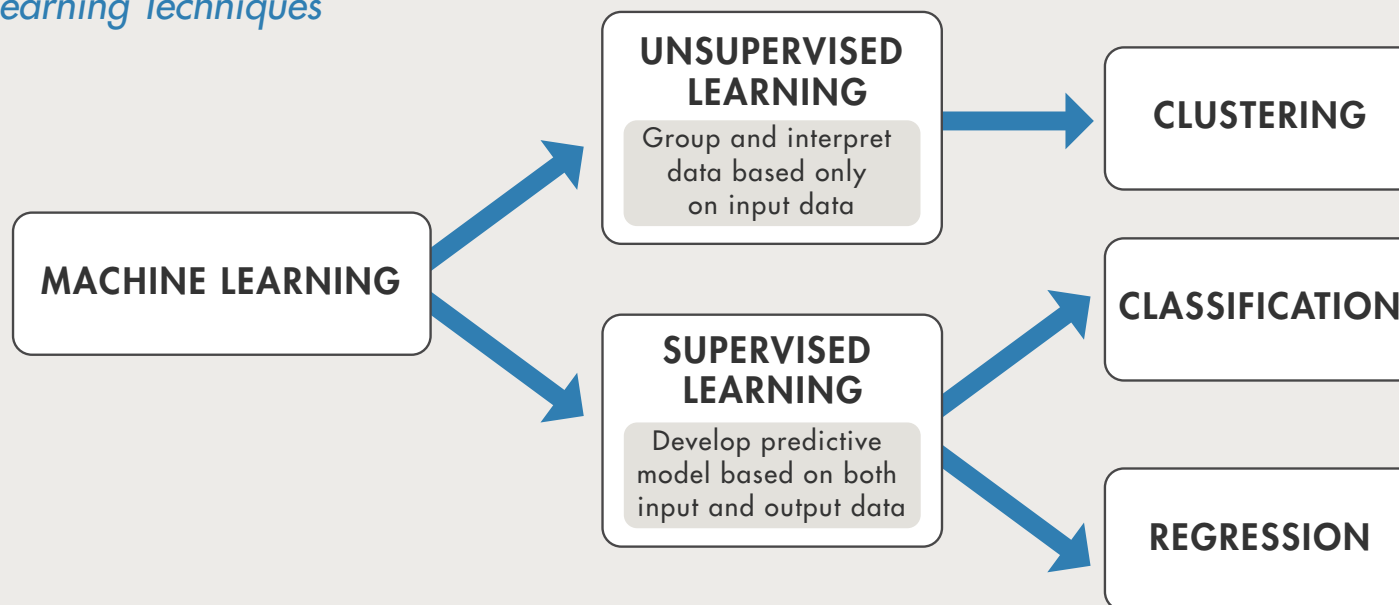 earning Techniques
UNSUPERVISED
LEARNING
Group and interpret
data based only
on input data
CLUSTERING
MACHINE LEARNING
CLASSIFICATION
SUPERVISED
LEARNING
Develop predictive
model based on both
input and output data
REGRESSION